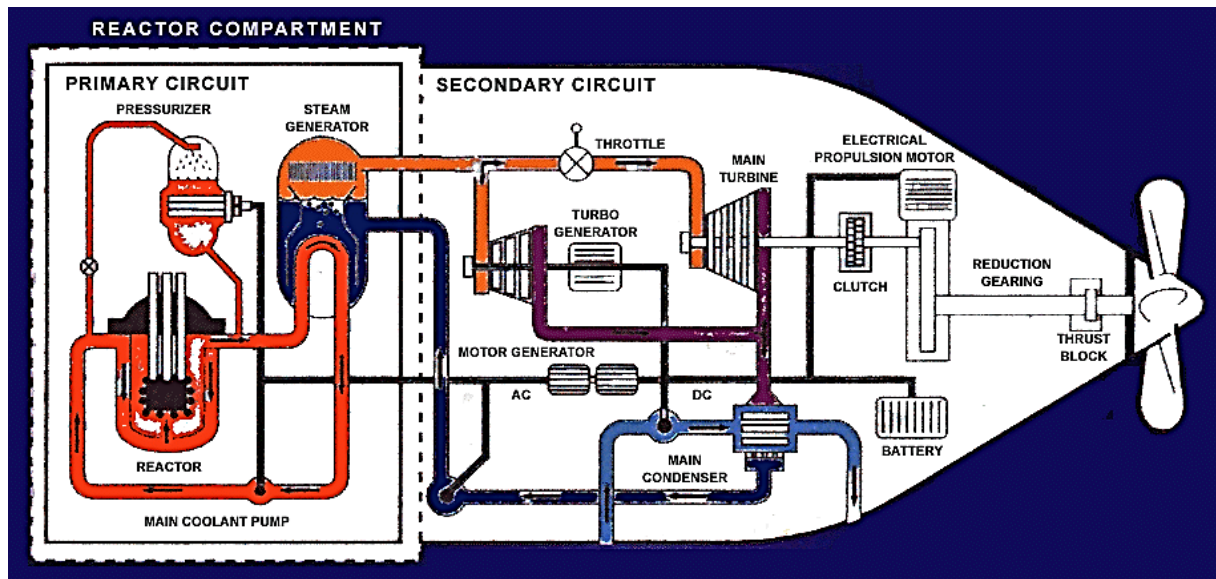 REACTOR COMPARTMENT
PRIMARY CIRCUIT
SECONDARY CIRCUIT
PRESSURIZER
STEAM
GENERATOR
THROTTLE
MAIN
TURBINE
ELECTRICAL
PROPULSION MOTOR
TURBO
GENERATOR
CLUTCH
REDUCTION
GEARING
THRUST
BLOCK
MOTOR GENERATOR
AC
DC
REACTOR
MAIN
CONDENSER
BATTERY
MAIN COOLANT PUMP